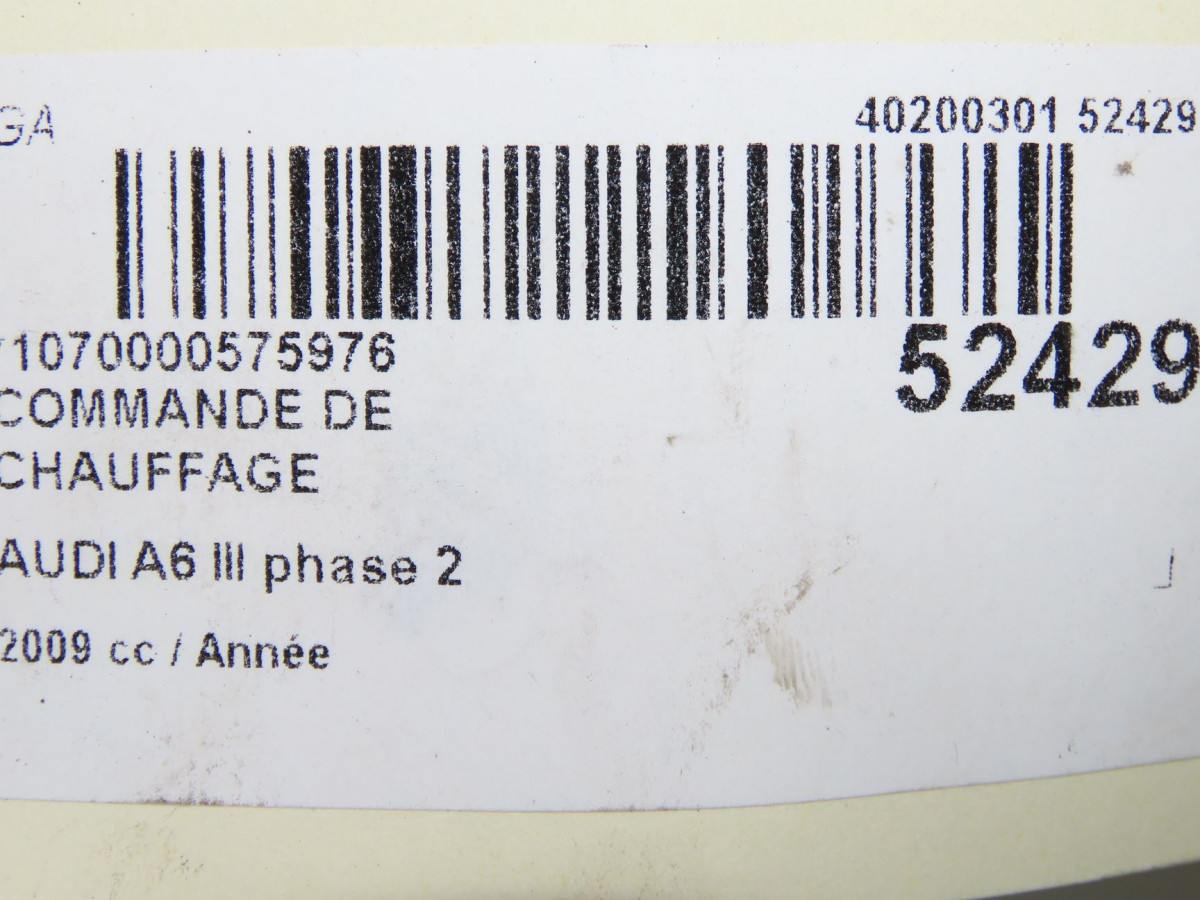 GA
40200301 52429
*1070000575976
52429
COMMANDE DE
CHAUFFAGE
AUDI A6 III phase 2
2009 cc / Année